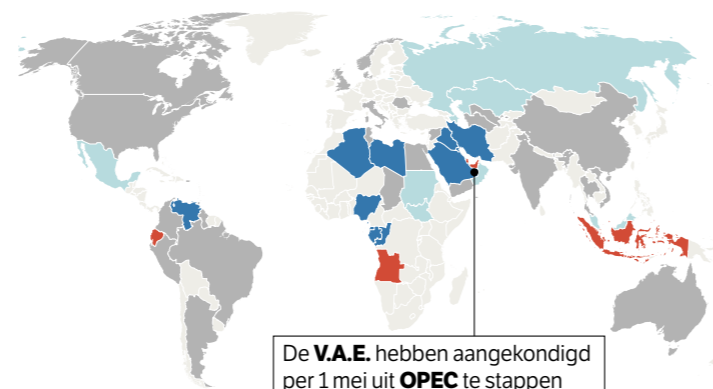 De V.A.E. hebben aangekondigd
per 1 mei uit OPEC te stappen